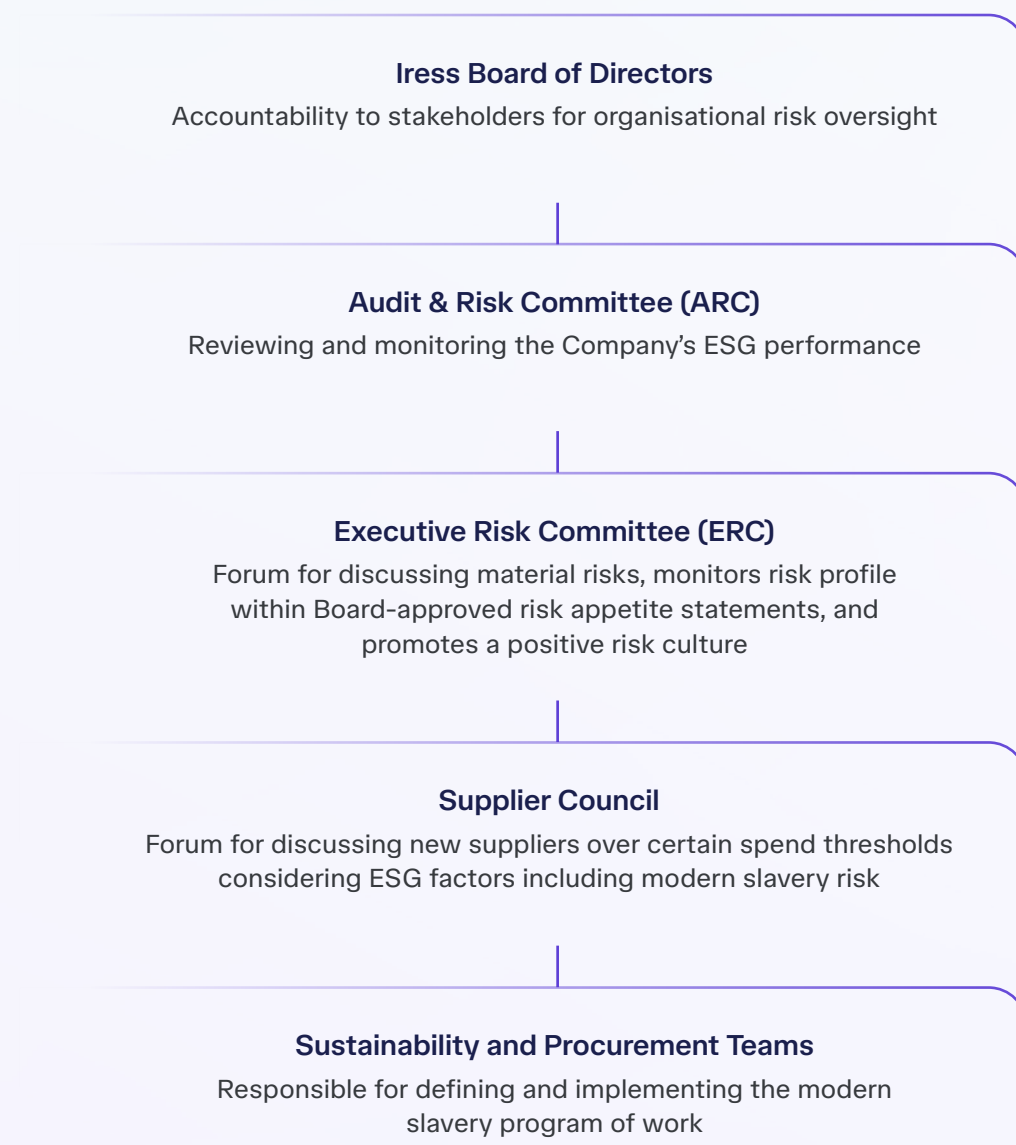 Iress Board of Directors
Accountability to stakeholders for organisational risk oversight
Audit & Risk Committee (ARC)
Reviewing and monitoring the Company’s ESG performance
Executive Risk Committee (ERC)
Forum for discussing material risks, monitors risk profile
within Board-approved risk appetite statements, and
promotes a positive risk culture
Supplier Council
Forum for discussing new suppliers over certain spend thresholds
considering ESG factors including modern slavery risk
Sustainability and Procurement Teams
Responsible for defining and implementing the modern
slavery program of work